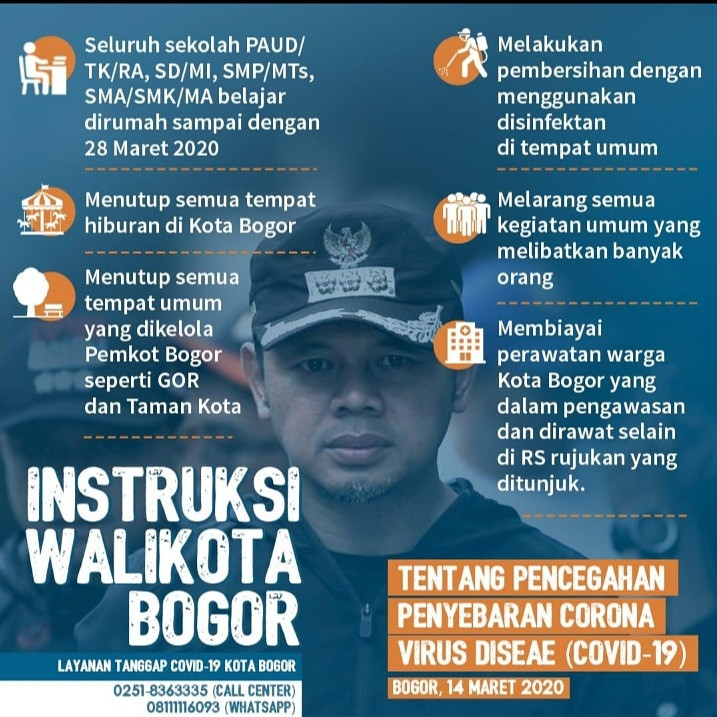 Seluruh sekolah PAUD/
TK/RA, SD/MI, SMP/MTs,
SMA/SMK/MA belajar
dirumah sampai dengan
28 Maret 2020
Menutup semua tempat
hiburan di Kota Bogor
Menutup semua
tempat umum
yang dikelola
Pemkot Bogor
seperti GOR
dan Taman Kota
Melakukan
pembersihan dengan
menggunakan
disinfektan
di tempat umum
Melarang semua
kegiatan umum yang
melibatkan banyak
orang
Membiayai
perawatan warga
Kota Bogor yang
dalam pengawasan
dan dirawat selain
di RS rujukan yang
ditunjuk.
INSTRUKSI
WALIKOTA
BOGOR
LAYANAN TANGGAP COVID-19 KOTA BOGOR
0251-8363335 (CALL CENTER)
08111116093 (WHATSAPP)
TENTANG PENCEGAHAN
PENYEBARAN CORONA
VIRUS DISEAE (COVID-19)
BOGOR, 14 MARET 2020